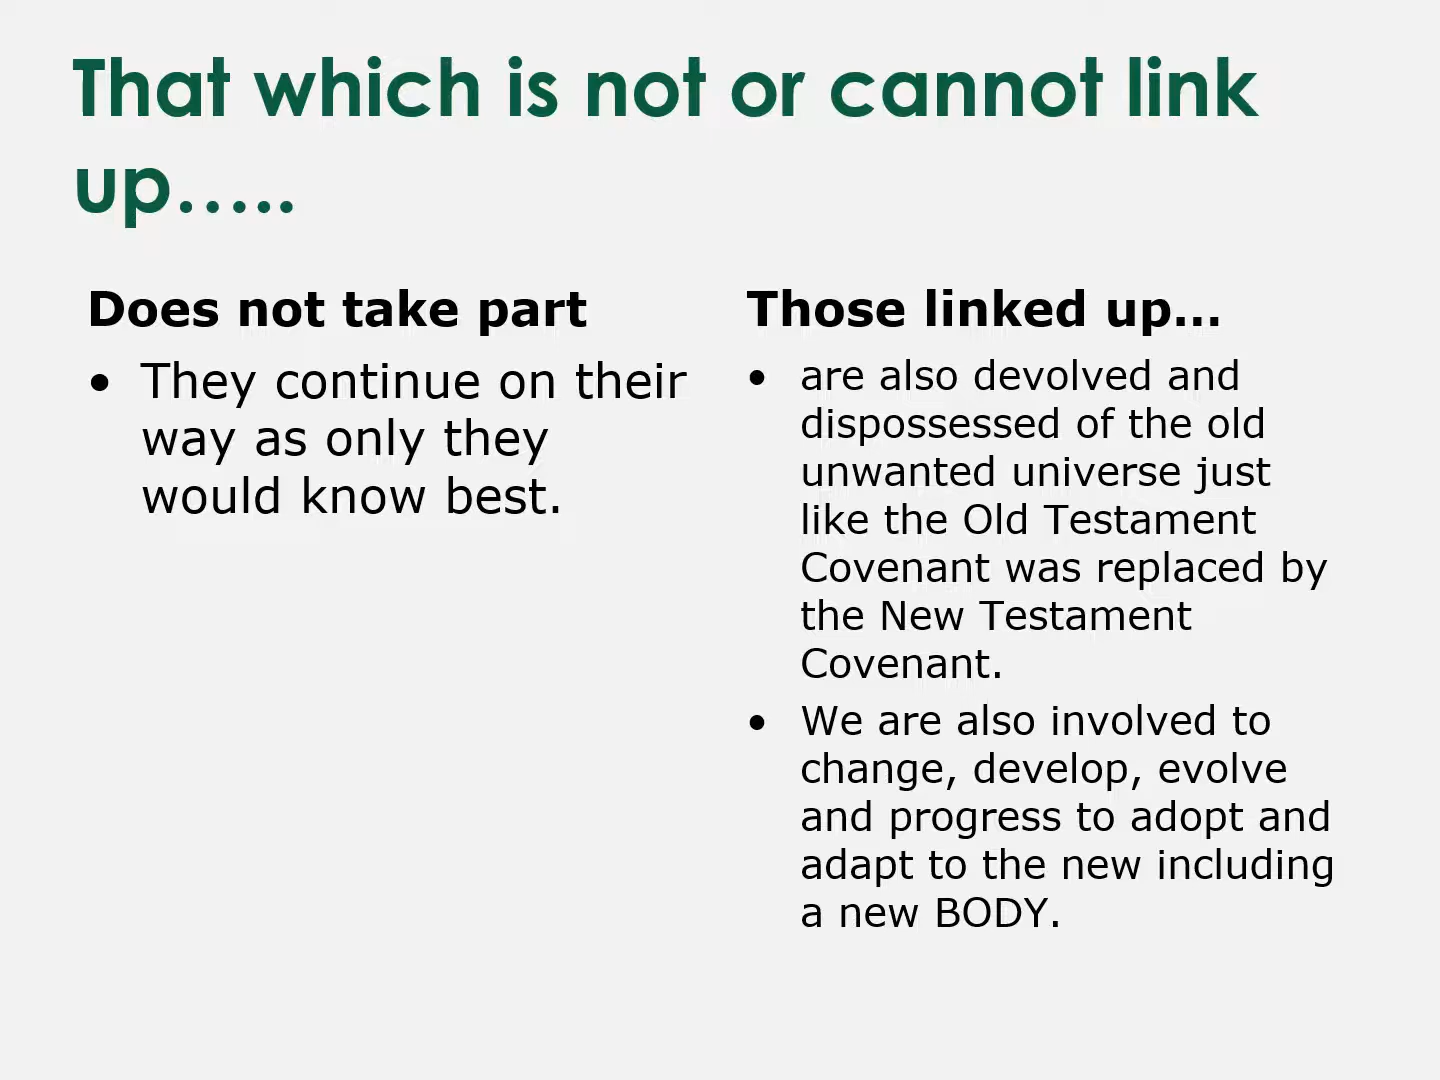 That which is not or cannot link
up.....
Does not take part
• They continue on their
way as only they
would know best.
Those linked up...
• are also devolved and
dispossessed of the old
unwanted universe just
like the Old Testament
Covenant was replaced by
the New Testament
Covenant.
• We are also involved to
change, develop, evolve
and progress to adopt and
adapt to the new including
a new BODY.